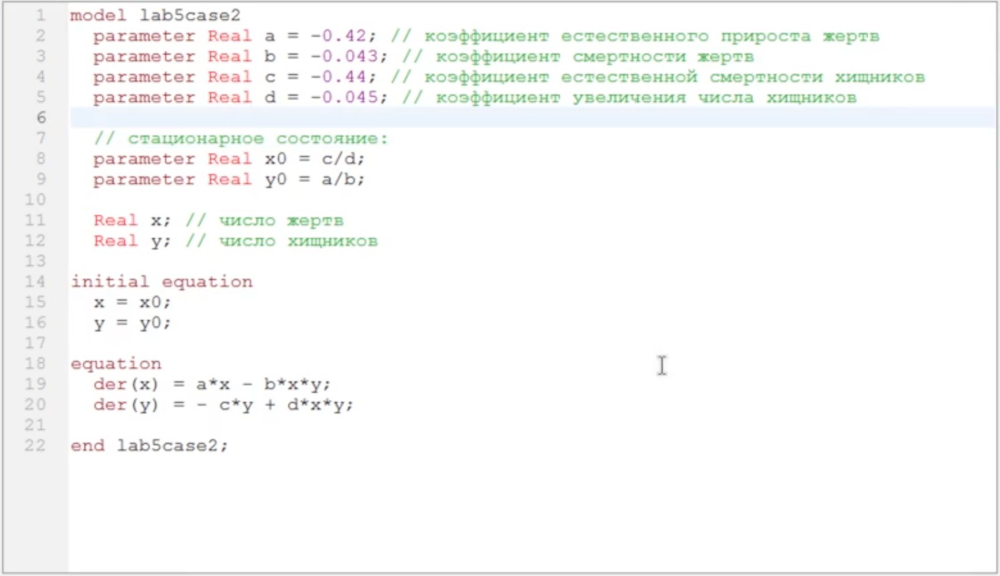 1 model lab5case2
2 parameter Real a = -0.42; // коэффициент естественного прироста жертв
3 parameter Real b = -0.043; // коэффициент смертности жертв
4 parameter Real c = -0.44; // коэффициент естественной смертности хищников
5 parameter Real d = -0.045; // коэффициент увеличения числа хищников
6
7 // стационарное состояние:
8 parameter Real x0 = c/d;
9 parameter Real y0 = a/b;
10
11 Real x; // число жертв
12 Real y; // число хищников
13
14 initial equation
15 x = x0;
16 y = y0;
17
18 equation
19 der(x) = a*x - b*x*y;
20 der(y) = - c*y + d*x*y;
21
22 end lab5case2;